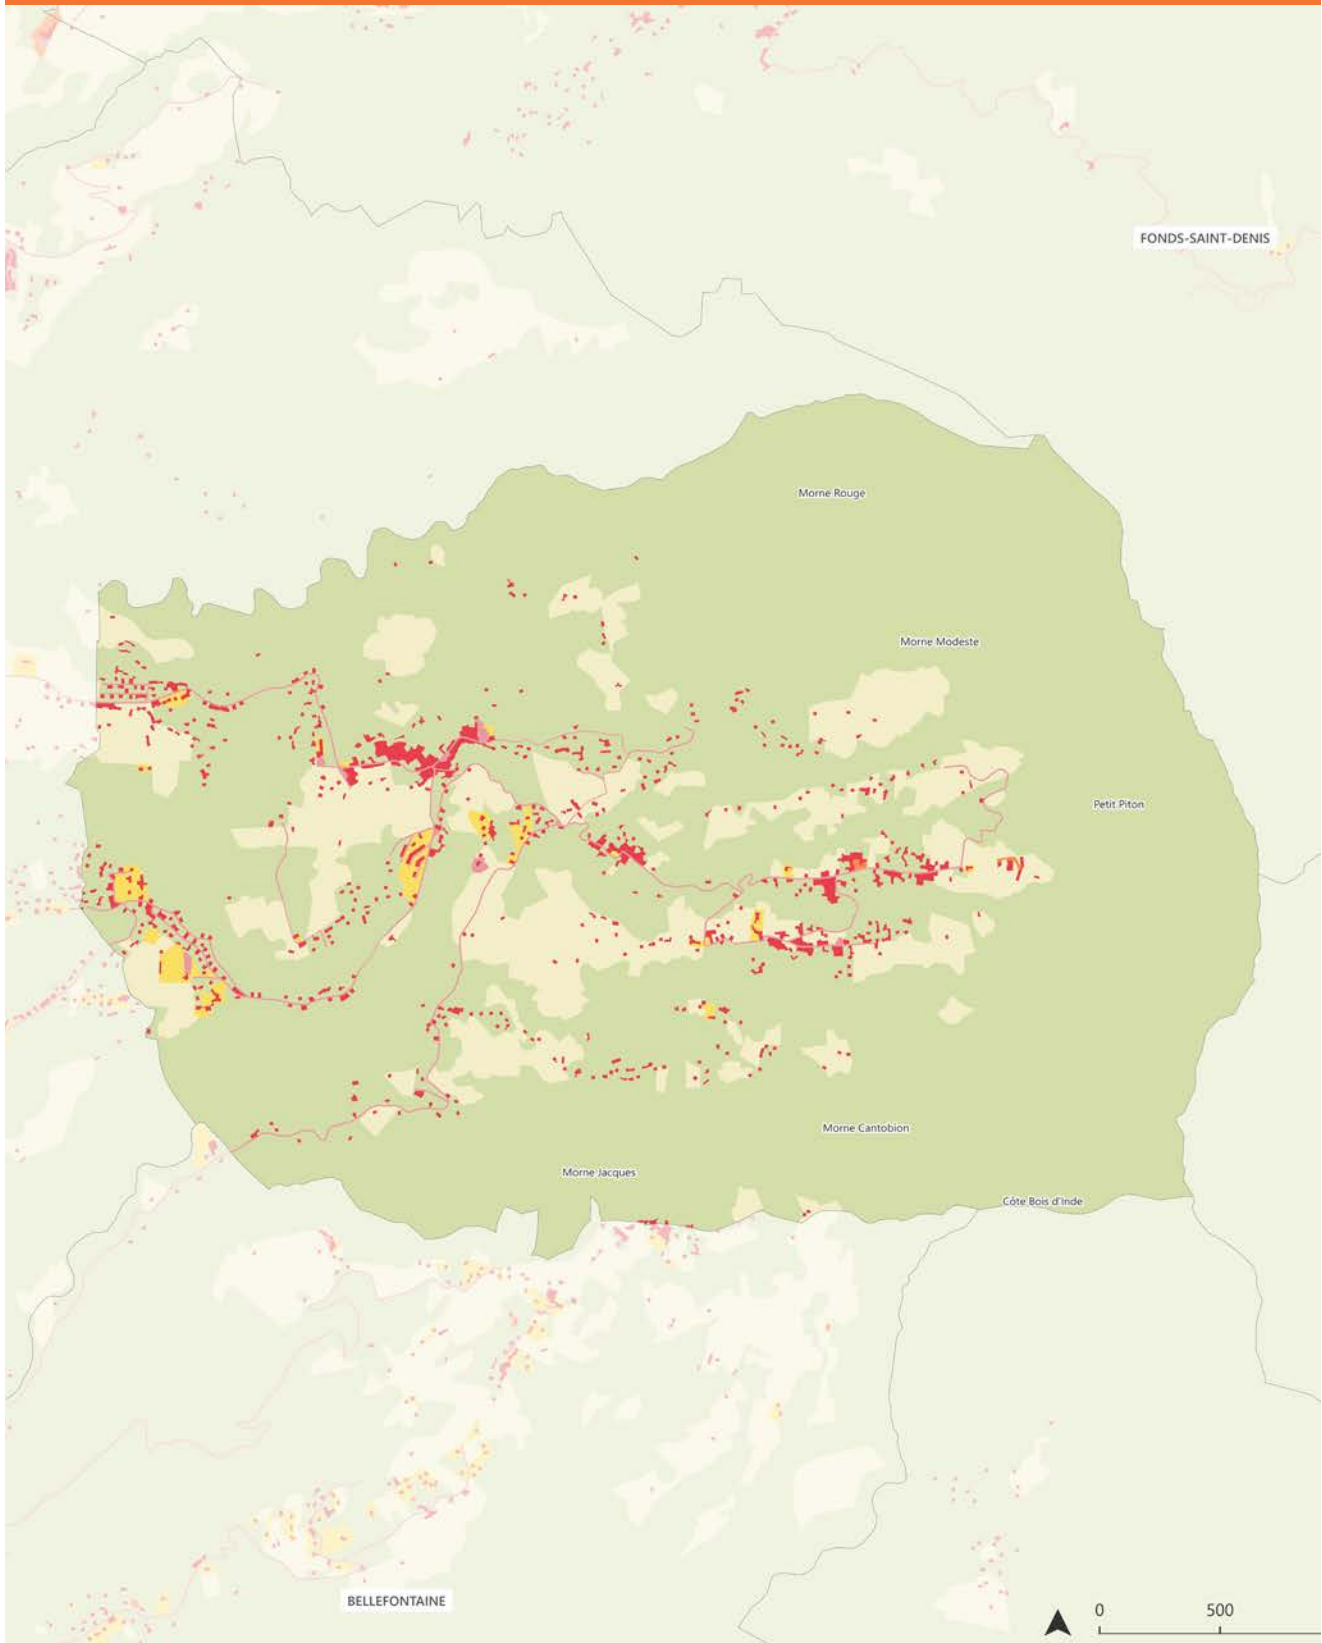 FONDS-SAINT-DENIS
Morne Rouge
Morne Modeste
Petit Piton
Morne Cantobion
Morne Jacques
Côte Bois d'Inde
BELLEFONTAINE
0 500